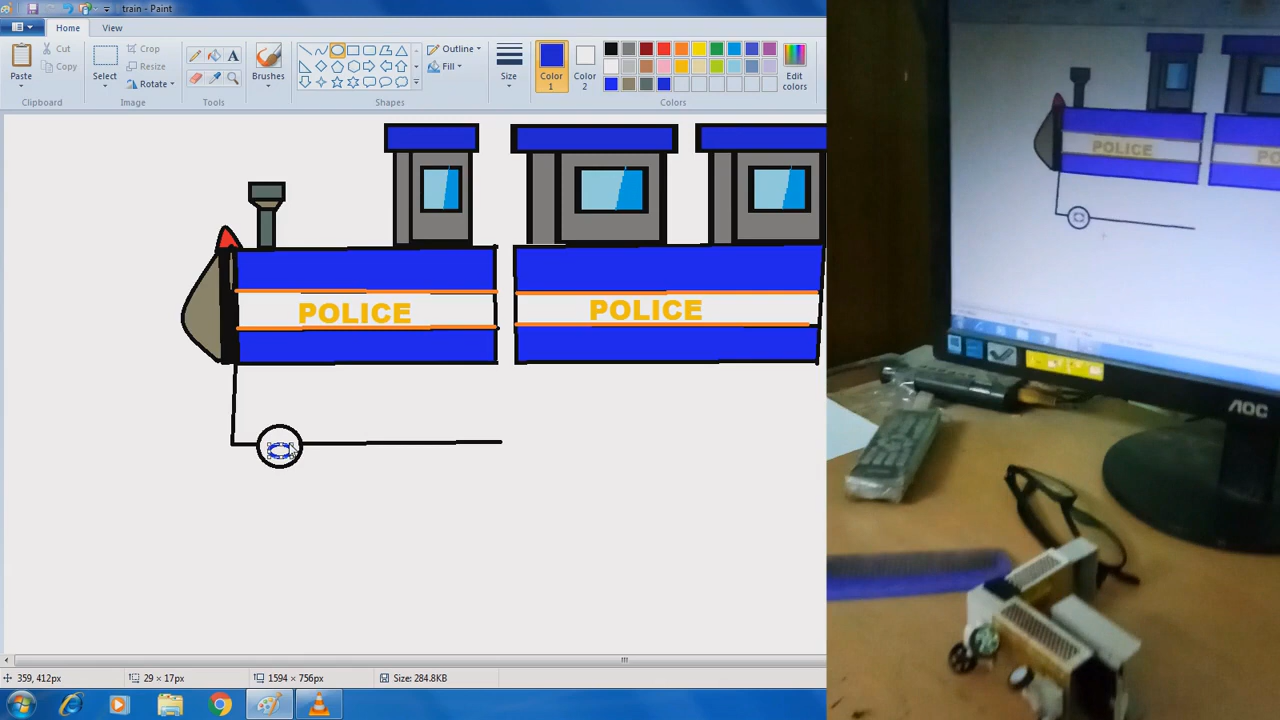 train - Paint
Home View
Cut
Copy
Paste
Clipboard
Crop
Resize
Rotate
Select
Image
A
Tools
Brushes
Outline
Fill
Shapes
Size
Color 1
Color 2
Edit colors
Colors
POLICE
POLICE
359, 412px
29 × 17px
1594 × 756px
Size: 284.8KB
POLICE
AOC